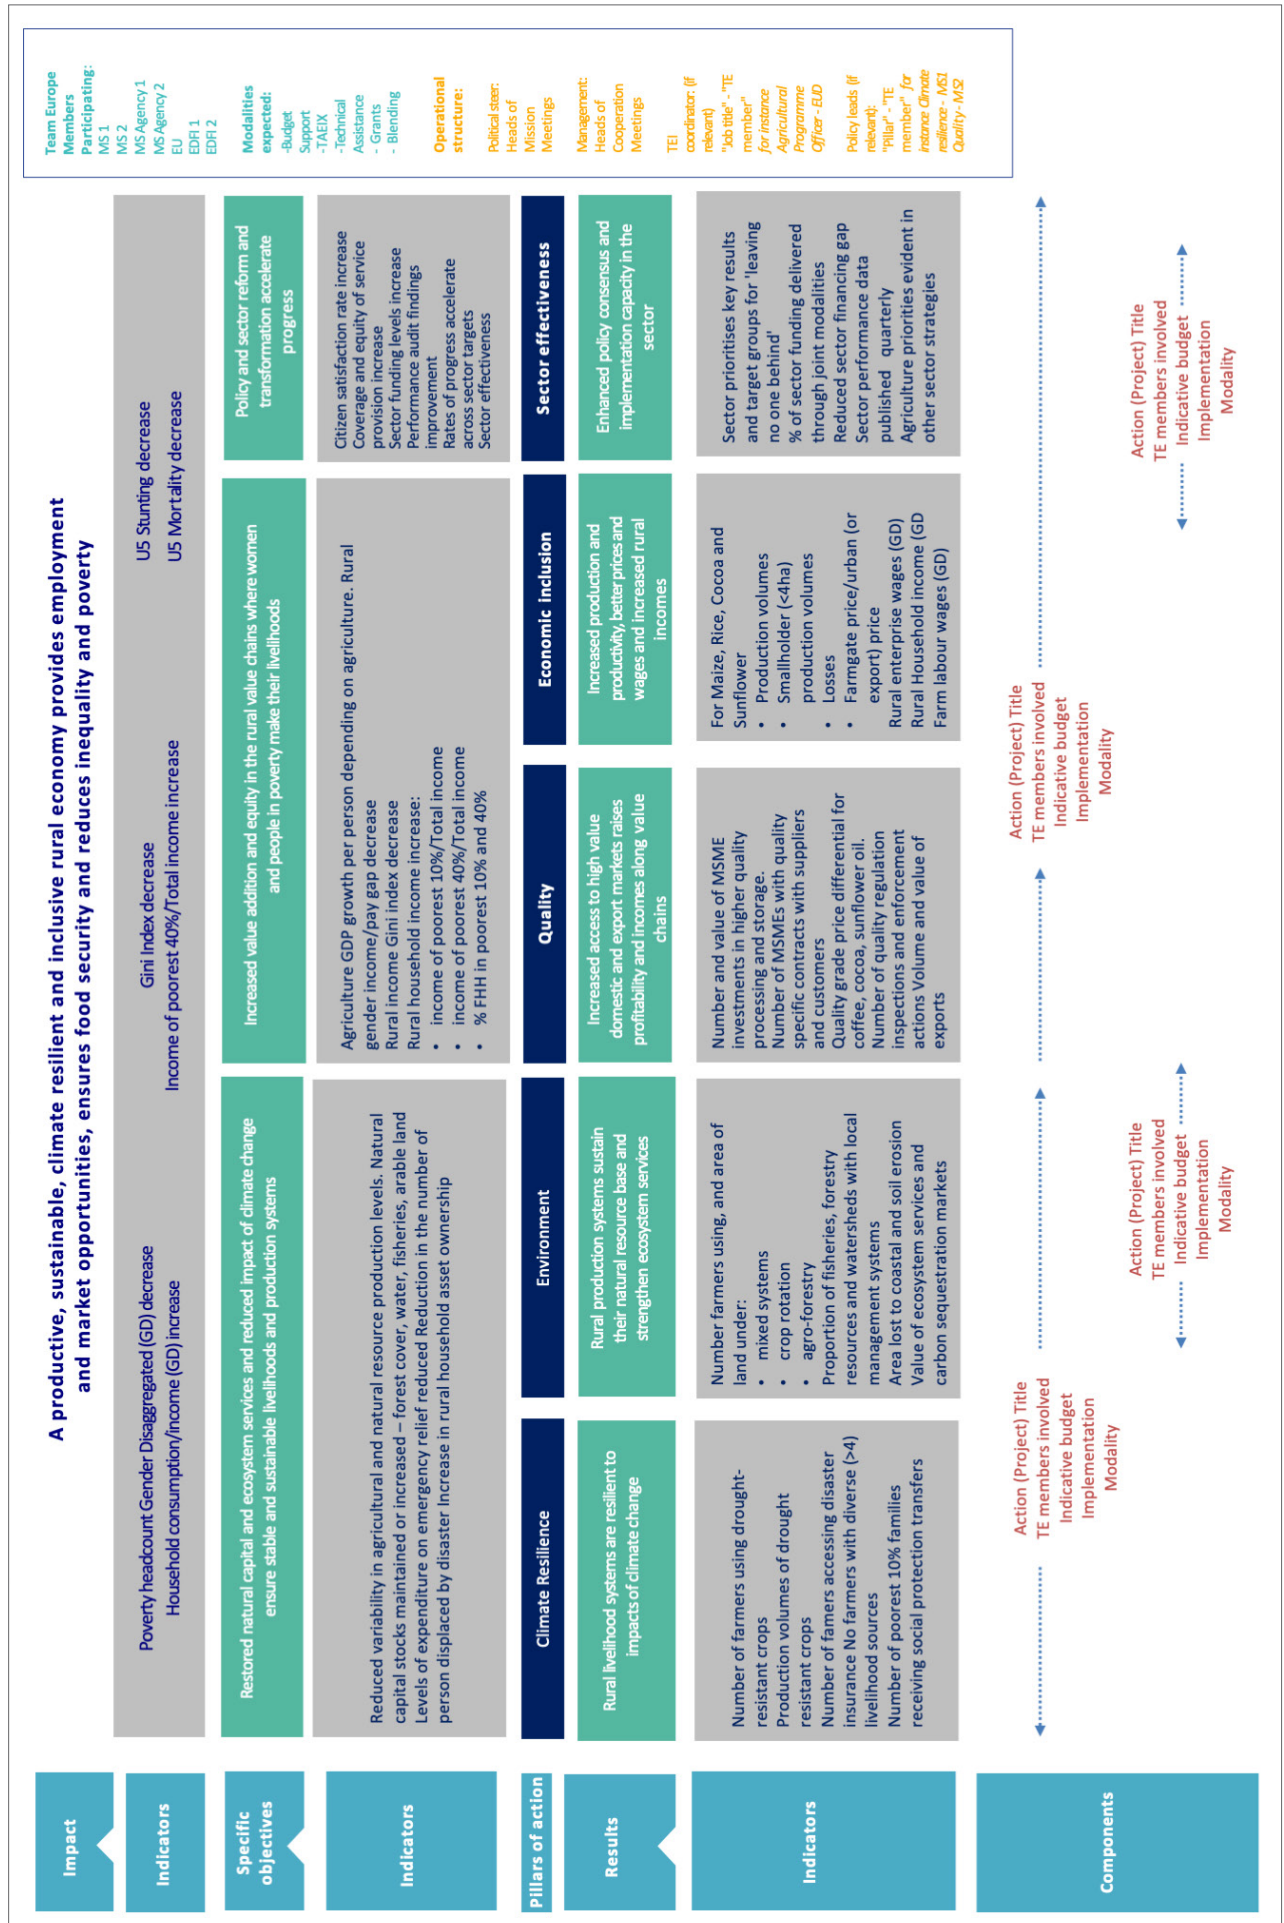 Impact
A productive, sustainable, climate resilient and inclusive rural economy provides employment
and market opportunities, ensures food security and reduces inequality and poverty
Indicators
Poverty headcount Gender Disaggregated (GD) decrease
Household consumption/income (GD) increase
Gini Index decrease
Income of poorest 40%/Total income increase
U5 Stunting decrease
U5 Mortality decrease
Specific
objectives
Restored natural capital and ecosystem services and reduced impact of climate change
ensure stable and sustainable livelihoods and production systems
Increased value addition and equity in the rural value chains where women
and people in poverty make their livelihoods
Policy and sector reform and
transformation accelerate
progress
Indicators
Reduced variability in agricultural and natural resource production levels. Natural
capital stocks maintained or increased – forest cover, water, fisheries, arable land
Levels of expenditure on emergency relief reduced Reduction in the number of
person displaced by disaster Increase in rural household asset ownership
Agriculture GDP growth per person depending on agriculture. Rural
gender income/pay gap decrease
Rural income Gini index decrease
Rural household income increase:
• income of poorest 10%/Total income
• income of poorest 40%/Total income
• % FHH in poorest 10% and 40%
Citizen satisfaction rate increase
Coverage and equity of service
provision increase
Sector funding levels increase
Performance audit findings
improvement
Rates of progress accelerate
across sector targets
Sector effectiveness
Pillars of action
Climate Resilience
Environment
Quality
Economic inclusion
Sector effectiveness
Results
Rural livelihood systems are resilient to
impacts of climate change
Rural production systems sustain
their natural resource base and
strengthen ecosystem services
Increased access to high value
domestic and export markets raises
profitability and incomes along value
chains
Increased production and
productivity, better prices and
wages and increased rural
incomes
Enhanced policy consensus and
implementation capacity in the
sector
Indicators
Number of farmers using drought-
resistant crops
Production volumes of drought
resistant crops
Number of famers accessing disaster
insurance No farmers with diverse (>4)
livelihood sources
Number of poorest 10% families
receiving social protection transfers
Number farmers using, and area of
land under:
• mixed systems
• crop rotation
• agro-forestry
Proportion of fisheries, forestry
resources and watersheds with local
management systems
Area lost to coastal and soil erosion
Value of ecosystem services and
carbon sequestration markets
Number and value of MSME
investments in higher quality
processing and storage.
Number of MSMEs with quality
specific contracts with suppliers
and customers
Quality grade price differential for
coffee, cocoa, sunflower oil.
Number of quality regulation
inspections and enforcement
actions Volume and value of
exports
For Maize, Rice, Cocoa and
Sunflower
• Production volumes
• Smallholder (<4ha)
production volumes
• Losses
• Farmgate price/urban (or
export) price
Rural enterprise wages (GD)
Rural Household income (GD
Farm labour wages (GD)
Sector prioritises key results
and target groups for 'leaving
no one behind'
% of sector funding delivered
through joint modalities
Reduced sector financing gap
Sector performance data
published quarterly
Agriculture priorities evident in
other sector strategies
Components
Action (Project) Title
TE members involved
Indicative budget
Implementation
Modality
Action (Project) Title
TE members involved
Indicative budget
Implementation
Modality
Action (Project) Title
TE members involved
Indicative budget
Implementation
Modality
Action (Project) Title
TE members involved
Indicative budget
Implementation
Modality
Team Europe
Members
Participating:
MS 1
MS 2
MS Agency 1
MS Agency 2
EU
EDFI 1
EDFI 2
Modalities
expected:
-Budget
Support
-TAEIX
-Technical
Assistance
- Grants
- Blending
Operational
structure:
Political steer:
Heads of
Mission
Meetings
Management:
Heads of
Cooperation
Meetings
TEI
coordinator: (if
relevant)
"Job title" - "TE
member"
for instance
Agricultural
Programme
Officer - EUD
Policy leads (if
relevant):
"Pillar" - "TE
member" for
instance Climate
resilience - MS1
Quality - MS2